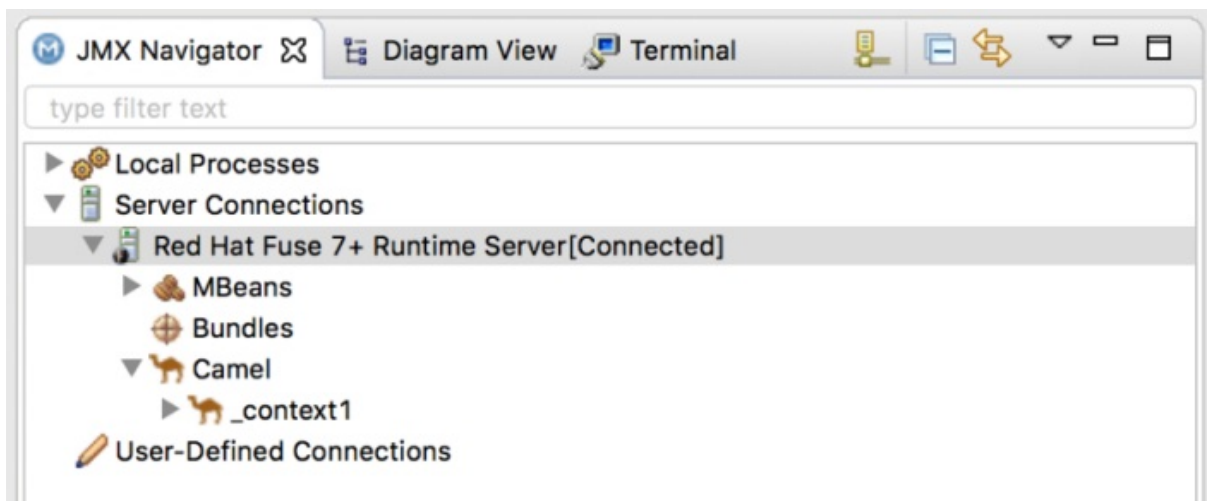 JMX Navigator Diagram View Terminal
type filter text
Local Processes
Server Connections
Red Hat Fuse 7+ Runtime Server[Connected]
MBeans
Bundles
Camel
_context1
User-Defined Connections